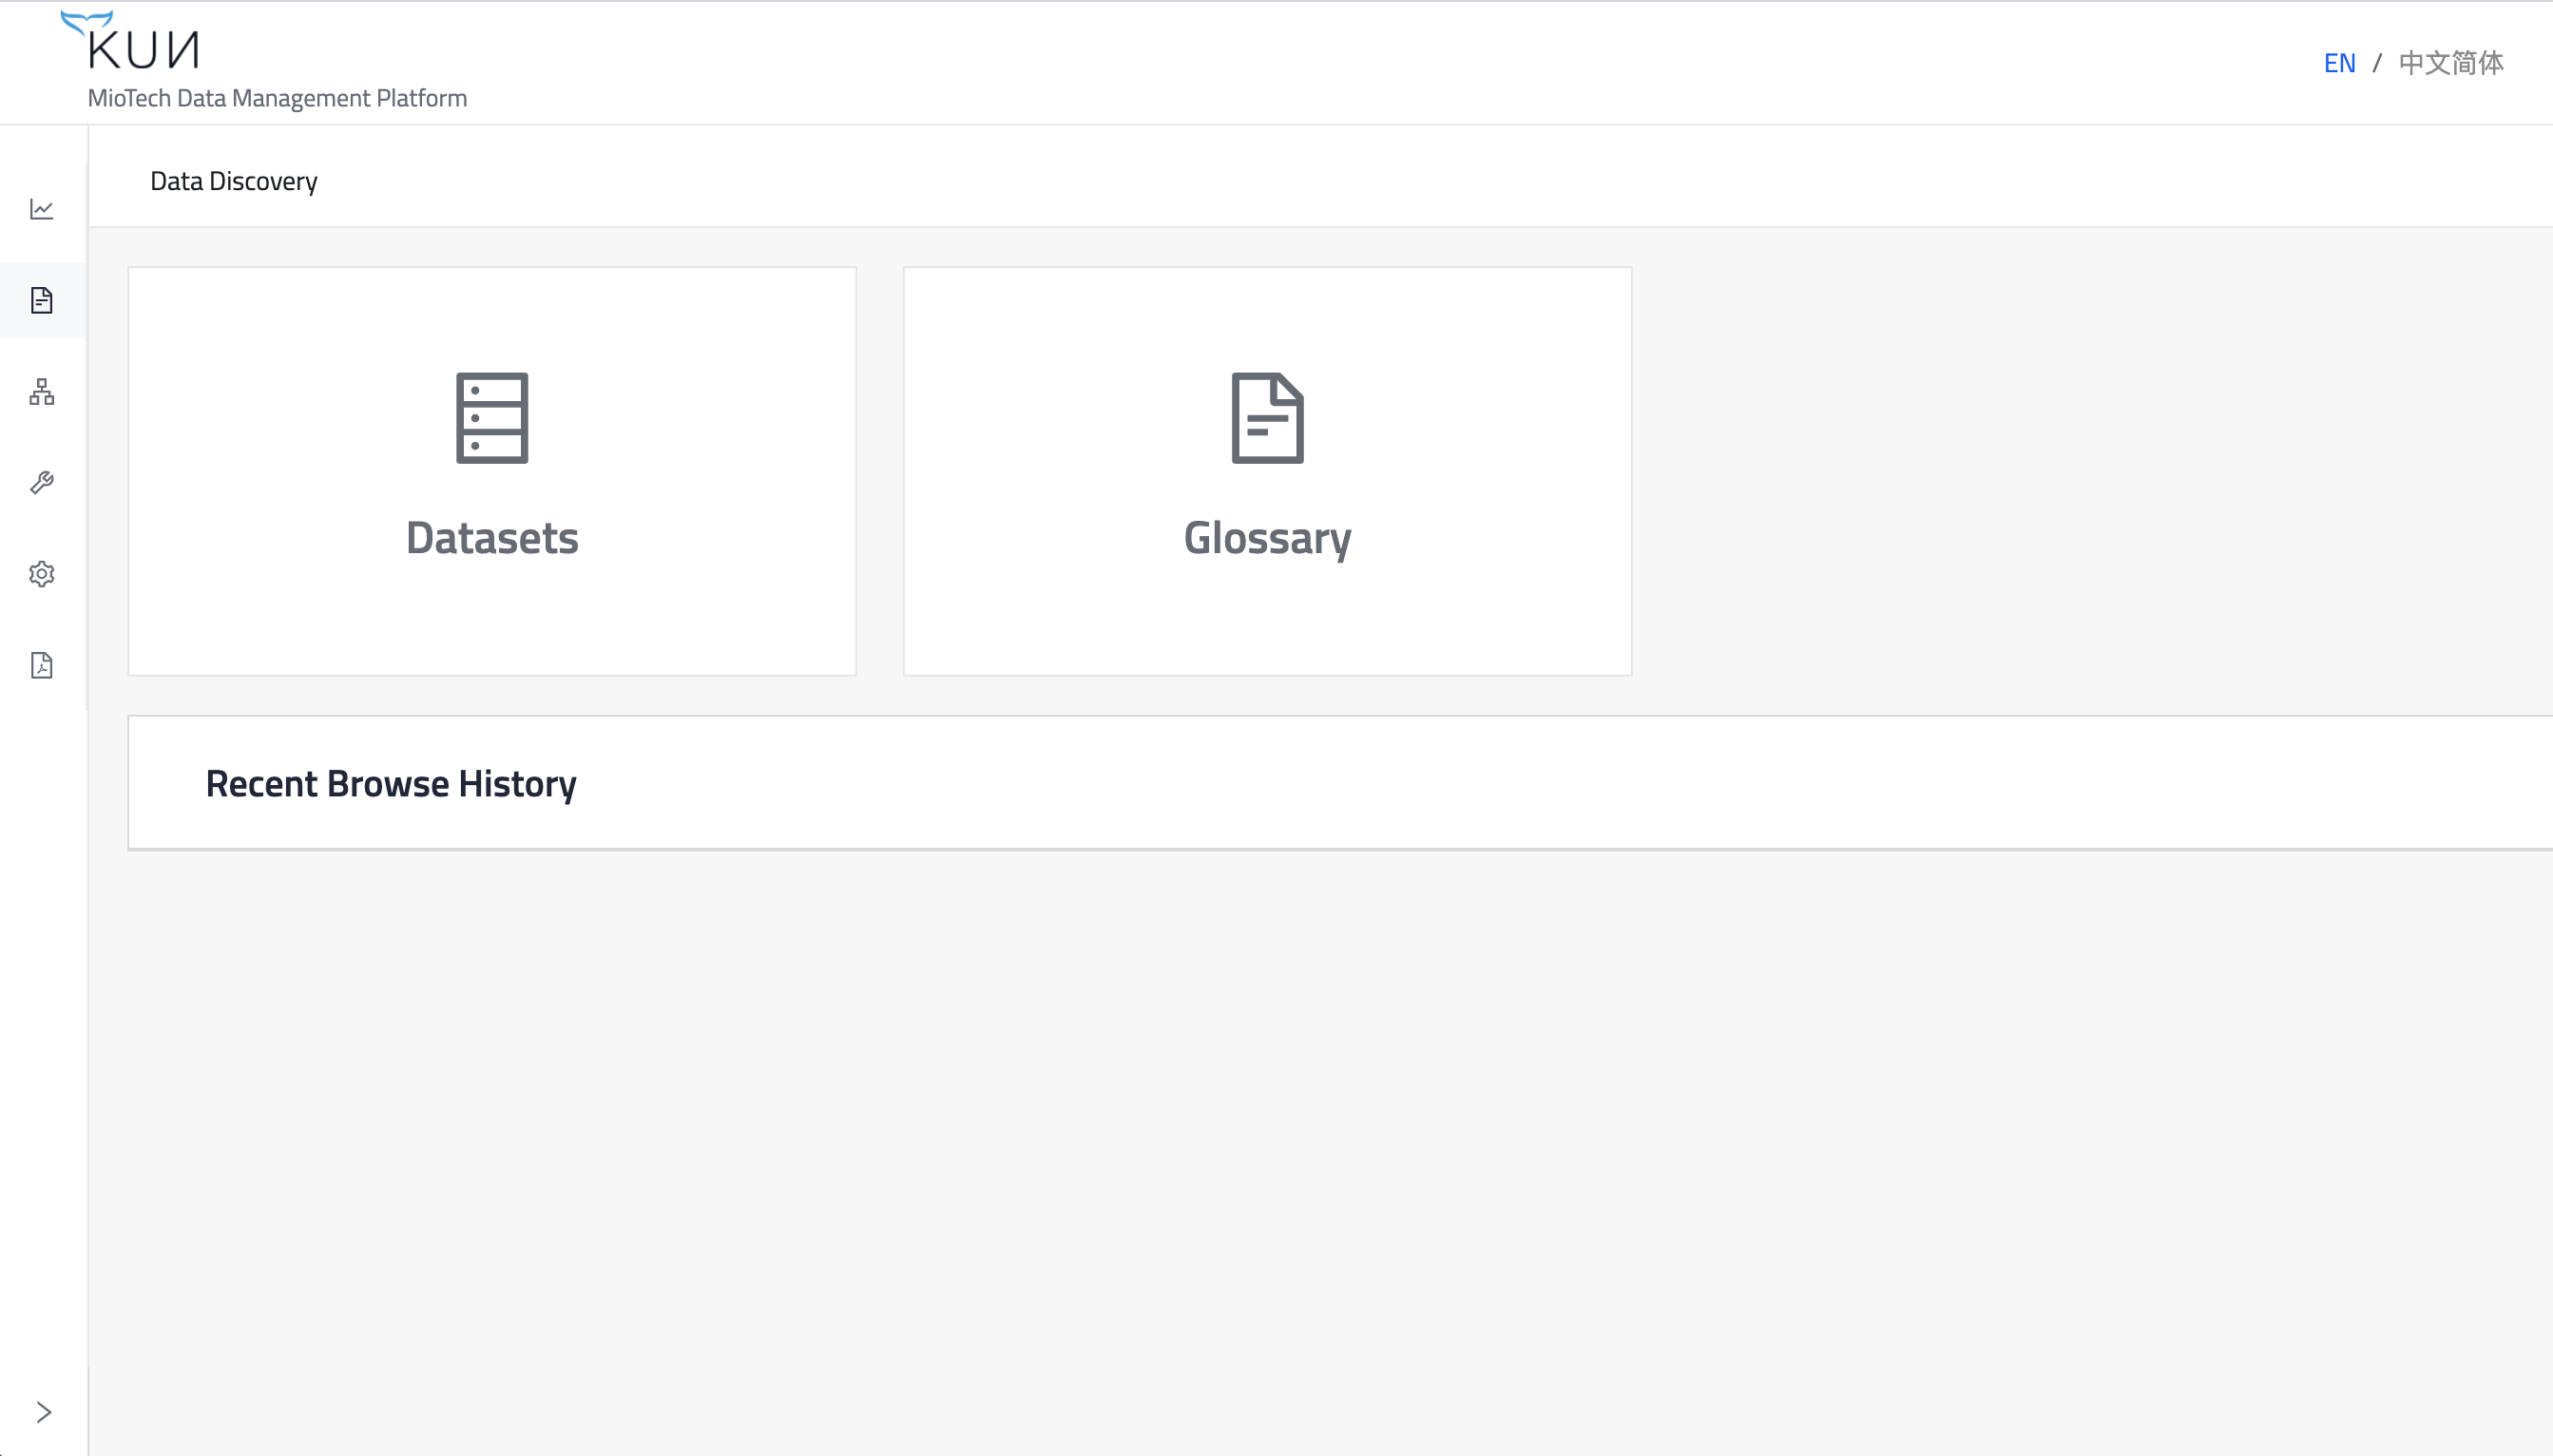 KUN
MioTech Data Management Platform
EN / 中文简体
Data Discovery
Datasets
Glossary
Recent Browse History